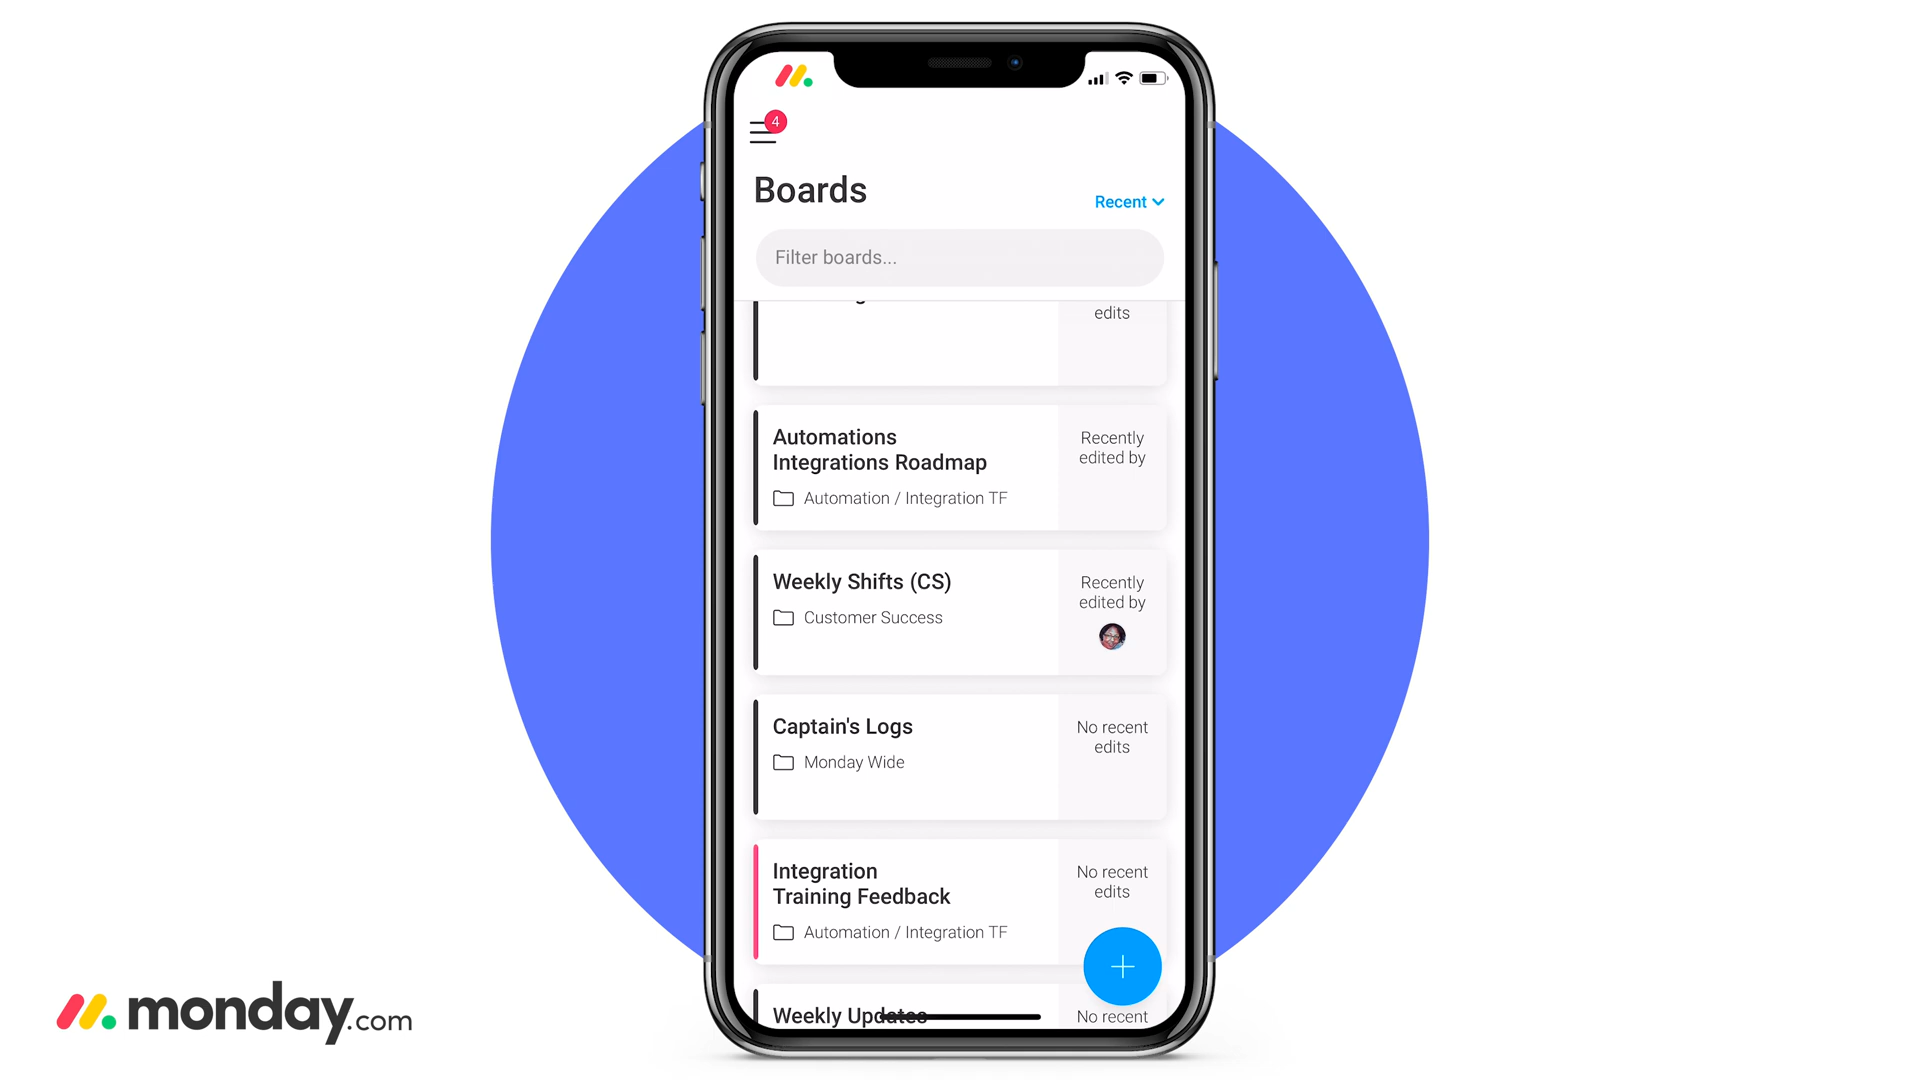 4
Boards
Recent
Filter boards...
edits
Automations
Integrations Roadmap
Automation / Integration TF
Recently
edited by
Weekly Shifts (CS)
Customer Success
Recently
edited by
Captain's Logs
Monday Wide
No recent
edits
Integration
Training Feedback
Automation / Integration TF
No recent
edits
Weekly Updates
No recent
monday.com